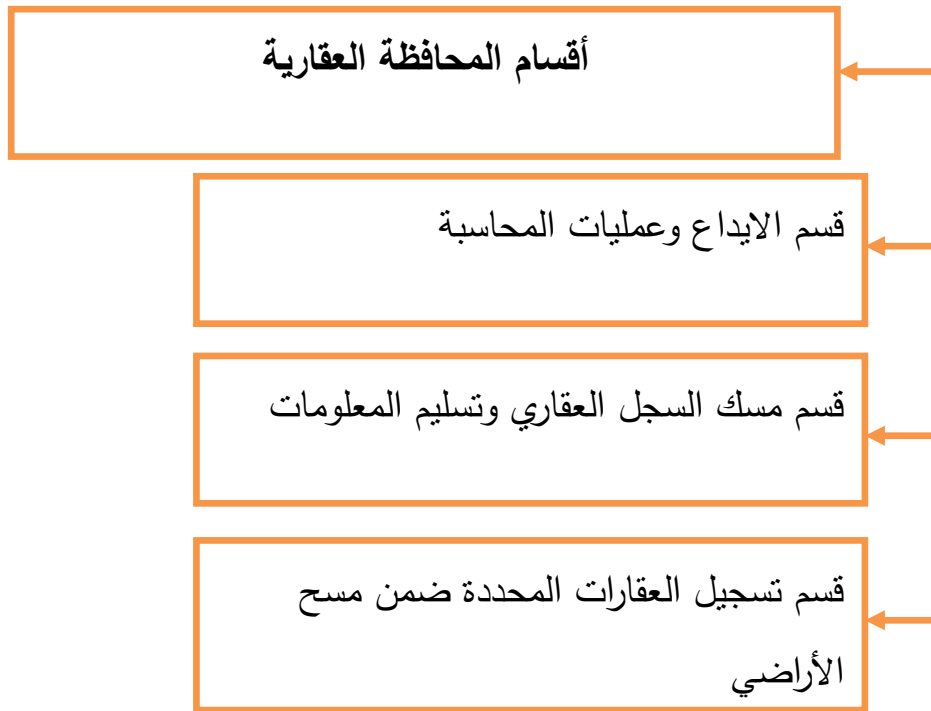 أقسام المحافظة العقارية
قسم الايداع وعمليات المحاسبة
قسم مسك السجل العقاري وتسليم المعلومات
قسم تسجيل العقارات المحددة ضمن مسح
الأراضي